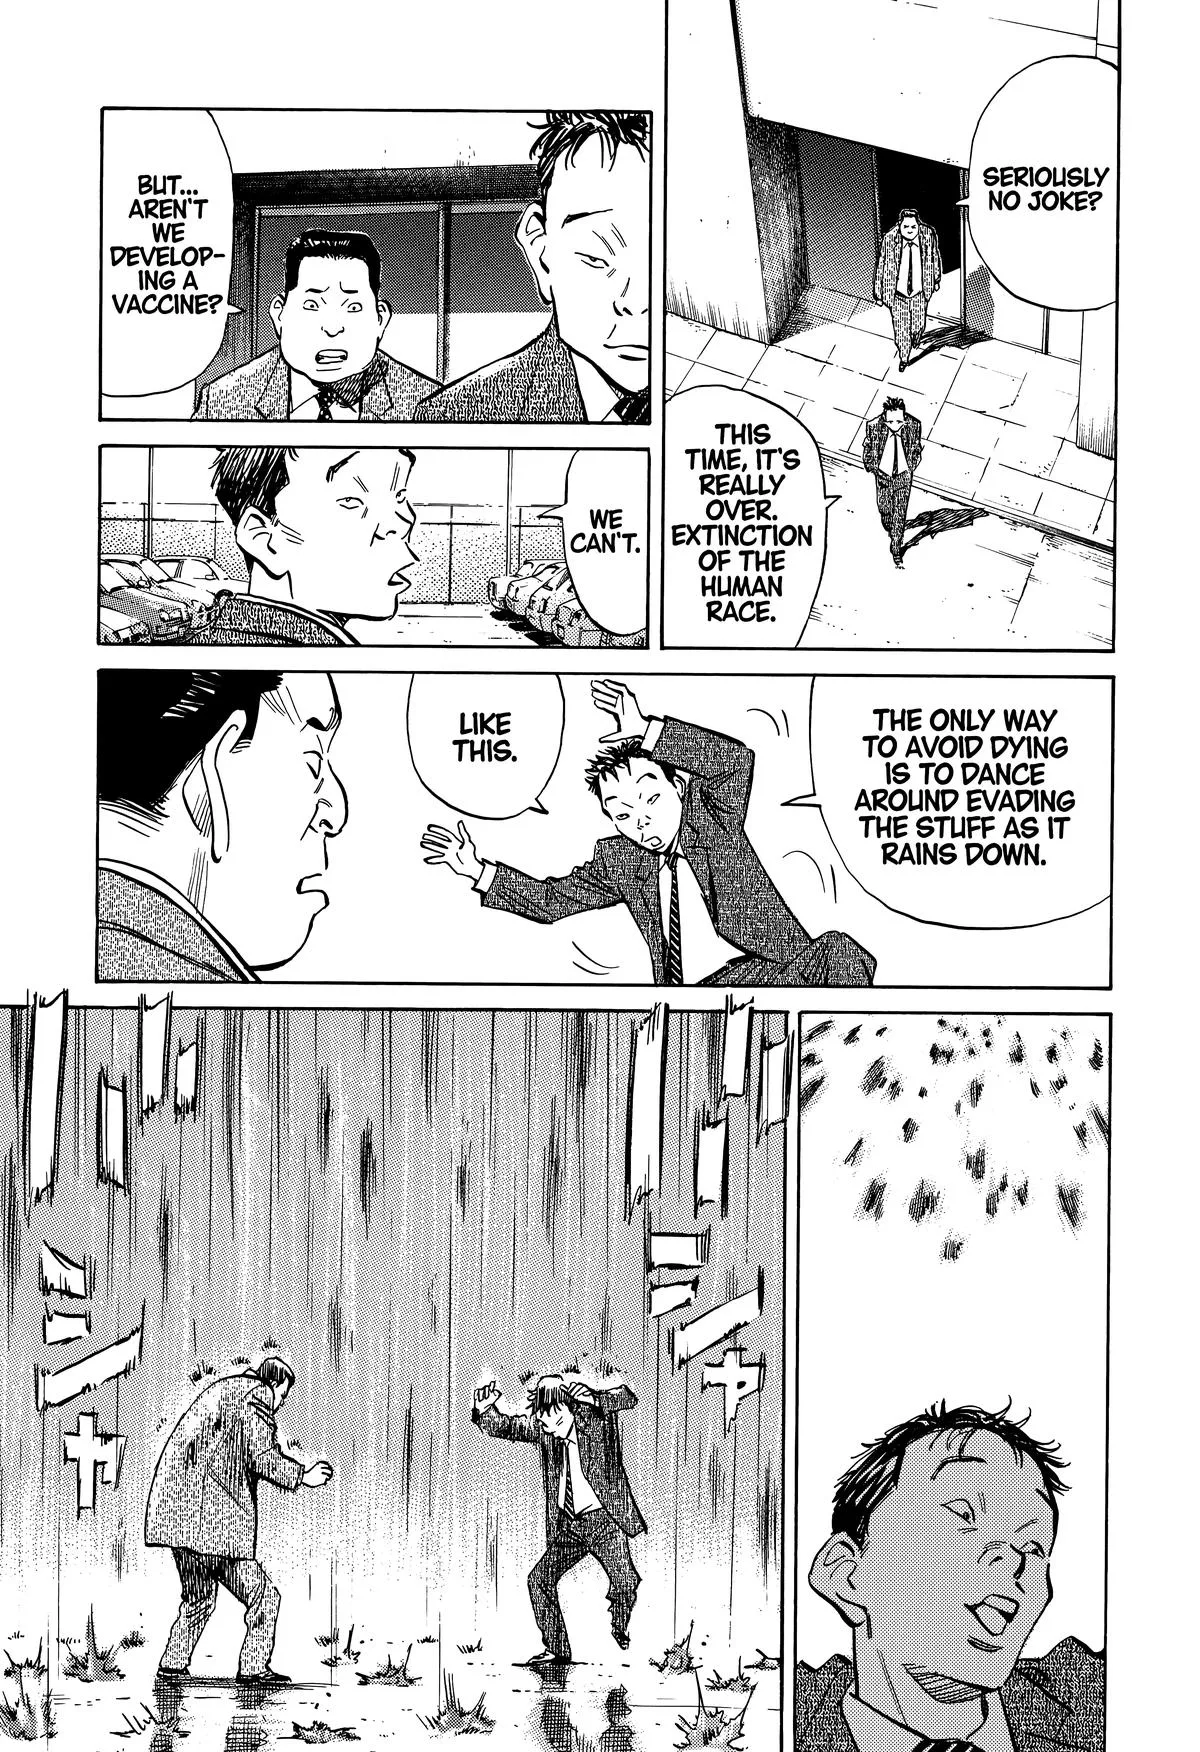 SERIOUSLY
NO JOKE?
THIS
TIME, IT'S
REALLY
OVER.
EXTINCTION
OF THE
HUMAN
RACE.
BUT...
AREN'T
WE
DEVELOP-
ING A
VACCINE?
WE
CAN'T.
THE ONLY WAY
TO AVOID DYING
IS TO DANCE
AROUND EVADING
THE STUFF AS IT
RAINS DOWN.
LIKE
THIS.